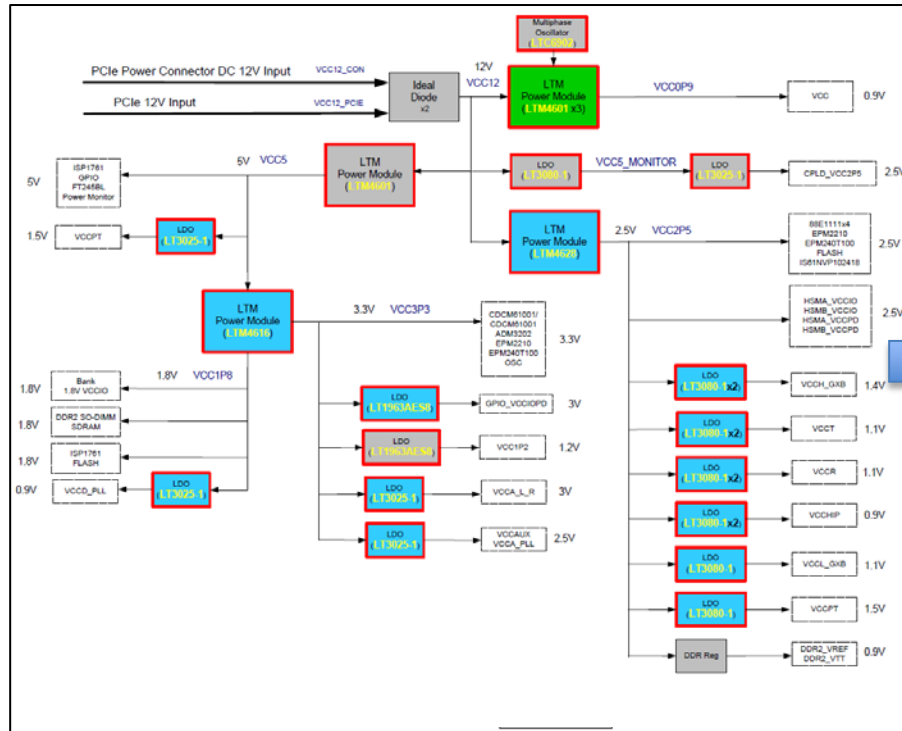 Multiphase
Oscillator
(LTC6902)
PCIe Power Connector DC 12V Input
VCC12_CON
PCIe 12V Input
VCC12_PCIE
Ideal
Diode
x2
12V
VCC12
LTM
Power Module
(LTM4601 x3)
VCC0P9
VCC
0.9V
ISP1761
GPIO
FT245BL
Power Monitor
5V
5V
VCC5
LTM
Power Module
(LTM4601)
LDO
(LT3080-1)
VCC5_MONITOR
LDO
(LT3025-1)
CPLD_VCC2P5
2.5V
1.5V
VCCPT
LDO
(LT3025-1)
LTM
Power Module
(LTM4628)
2.5V
VCC2P5
88E1111x4
EPM2210
EPM240T100
FLASH
IS61NVP102418
2.5V
LTM
Power Module
(LTM4616)
3.3V
VCC3P3
CDCM61001/
CDCM61001
ADM3202
EPM2210
EPM240T100
OSC
3.3V
HSMA_VCCIO
HSMB_VCCIO
HSMA_VCCPD
HSMB_VCCPD
2.5V
1.8V
VCC1P8
1.8V
Bank
1.8V VCCIO
1.8V
DDR2 SO-DIMM
SDRAM
1.8V
ISP1761
FLASH
0.9V
VCCD_PLL
LDO
(LT3025-1)
LDO
(LT1963AES8)
GPIO_VCCIOPD
3V
LDO
(LT1963AES8)
VCC1P2
1.2V
LDO
(LT3025-1)
VCCA_L_R
3V
LDO
(LT3025-1)
VCCAUX
VCCA_PLL
2.5V
LDO
(LT3080-1x2)
VCCH_GXB
1.4V
LDO
(LT3080-1x2)
VCCT
1.1V
LDO
(LT3080-1x2)
VCCR
1.1V
LDO
(LT3080-1x2)
VCCHIP
0.9V
LDO
(LT3080-1)
VCCL_GXB
1.1V
LDO
(LT3080-1)
VCCPT
1.5V
DDR Reg
DDR2_VREF
DDR2_VTT
0.9V